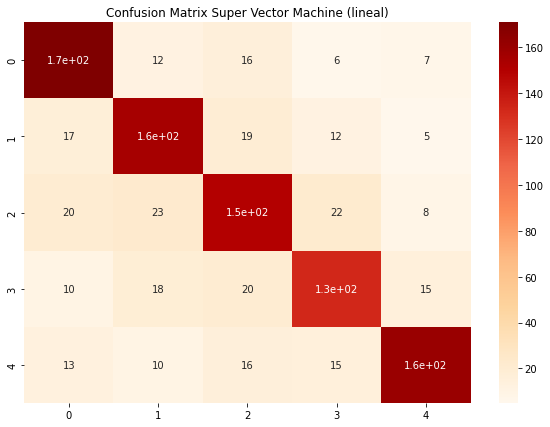 Confusion Matrix Super Vector Machine (lineal)
0 1.7e+02 12 16 6 7
1 17 1.6e+02 19 12 5
2 20 23 1.5e+02 22 8
3 10 18 20 1.3e+02 15
4 13 10 16 15 1.6e+02
0 1 2 3 4
160
140
120
100
80
60
40
20